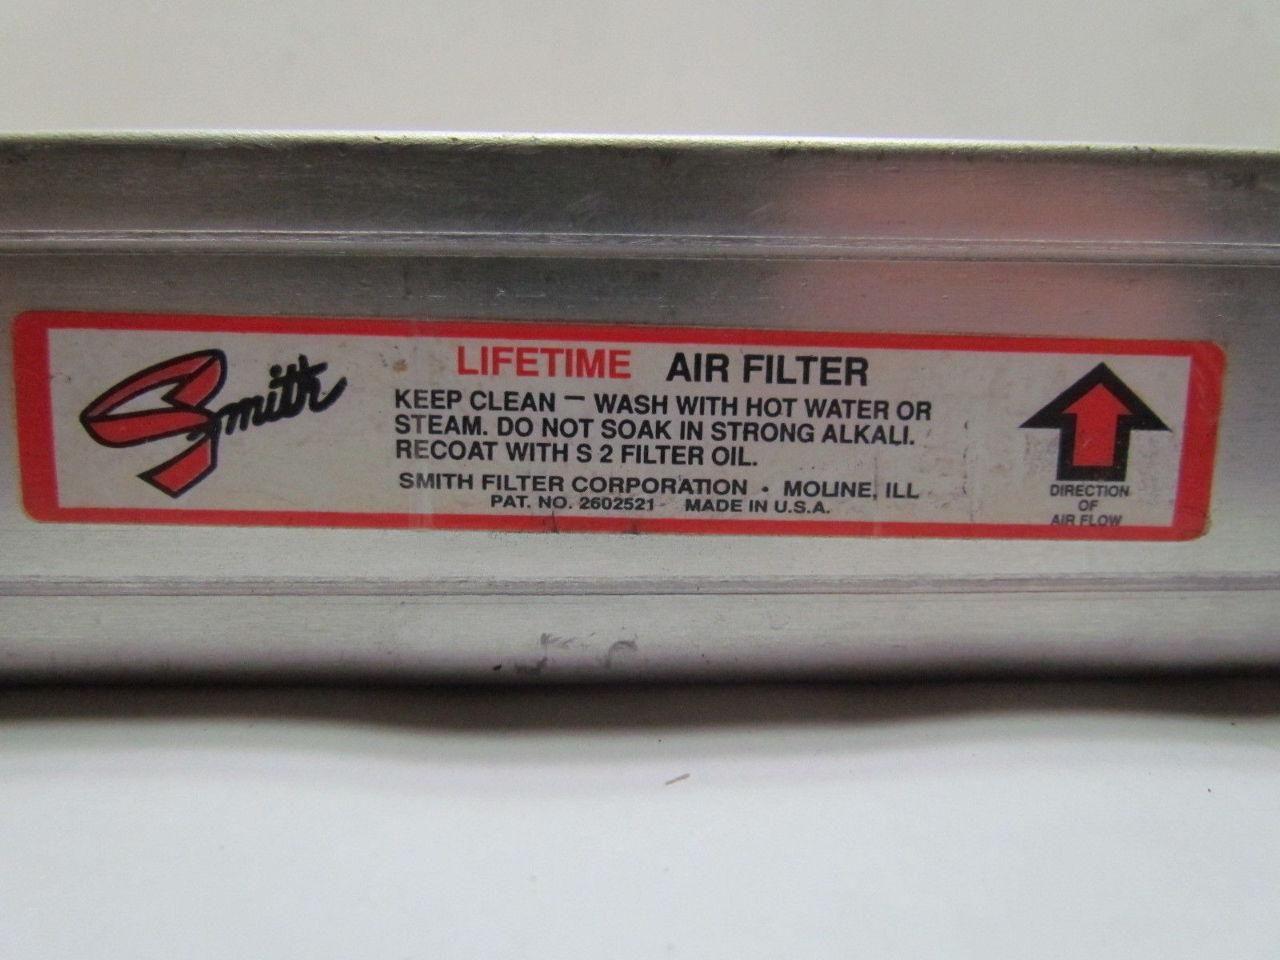 Smith
LIFETIME AIR FILTER
KEEP CLEAN — WASH WITH HOT WATER OR
STEAM. DO NOT SOAK IN STRONG ALKALI.
RECOAT WITH S 2 FILTER OIL.
SMITH FILTER CORPORATION • MOLINE, ILL
PAT. NO. 2602521 MADE IN U.S.A.
DIRECTION
OF
AIR FLOW